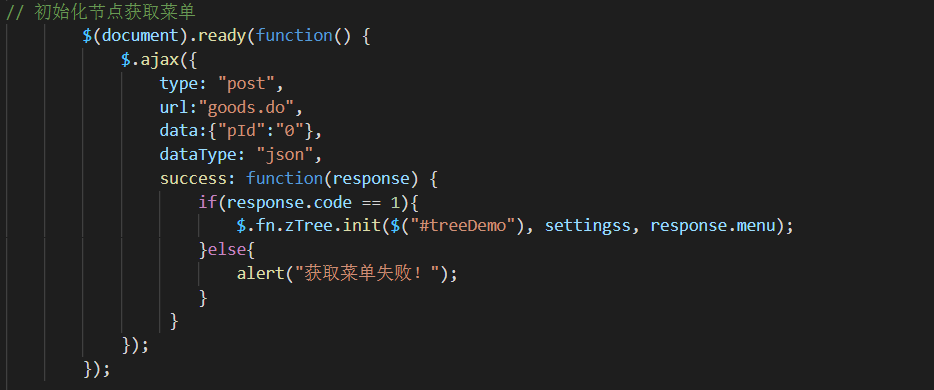 // 初始化节点获取菜单
$(document).ready(function() {
$.ajax({
type: "post",
url:"goods.do",
data:{"pId":"0"},
dataType: "json",
success: function(response) {
if(response.code == 1){
$.fn.zTree.init($("#treeDemo"), settingss, response.menu);
}else{
alert("获取菜单失败！");
}
}
});
});